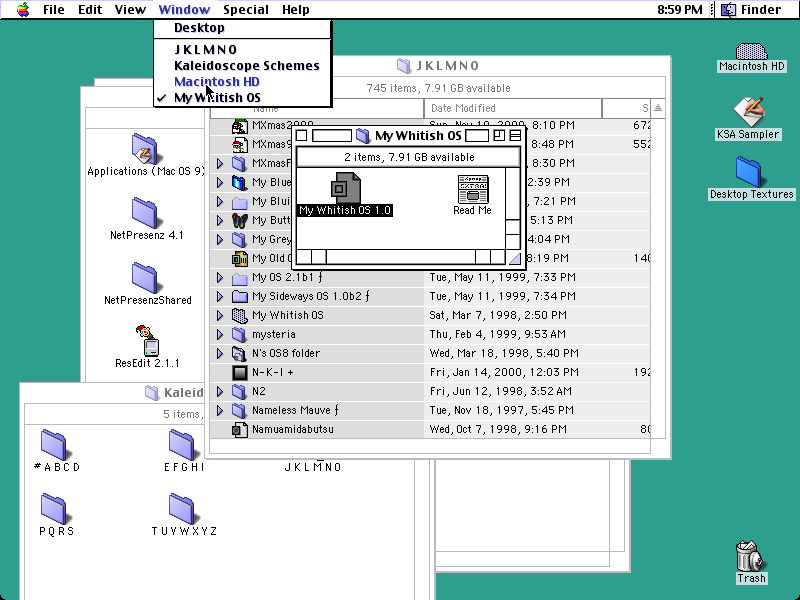 File Edit View Window Special Help 8:59 PM Finder
Desktop
J K L M N O
Kaleidoscope Schemes
Macintosh HD
✓ My Whitish OS
Macintosh HD
KSA Sampler
Desktop Textures
Trash
Applications (Mac OS 9)
NetPresenz 4.1
NetPresenzShared
ResEdit 2.1.1
J K L M N O
745 items, 7.91 GB available
Name Date Modified S
MXmas2000 Sun, Nov 19, 2000, 8:10 PM 672
MXmas9 8:48 PM 552
MXmasF 8:30 PM
My Blue 2:39 PM
My Blui 7:21 PM
My Butt 5:13 PM
My Grey 4:04 PM
My Old 8:19 PM 140
My OS 2.1b1 ƒ Tue, May 11, 1999, 7:33 PM
My Sideways OS 1.0b2 ƒ Tue, May 11, 1999, 7:34 PM
My Whitish OS Sat, Mar 7, 1998, 2:50 PM
mysteria Thu, Feb 4, 1999, 9:53 AM
N's OS8 folder Wed, Mar 18, 1998, 5:40 PM
N-K-I + Fri, Jan 14, 2000, 12:03 PM 192
N2 Fri, Jun 12, 1998, 3:52 AM
Nameless Mauve ƒ Tue, Nov 18, 1997, 5:45 PM
Namuamidabutsu Wed, Oct 7, 1998, 9:16 PM 80
My Whitish OS
2 items, 7.91 GB available
My Whitish OS 1.0
Read Me
Kaleid
5 items,
#ABCD
EFGHI
JKLMNO
PQRS
TUVWXYZ